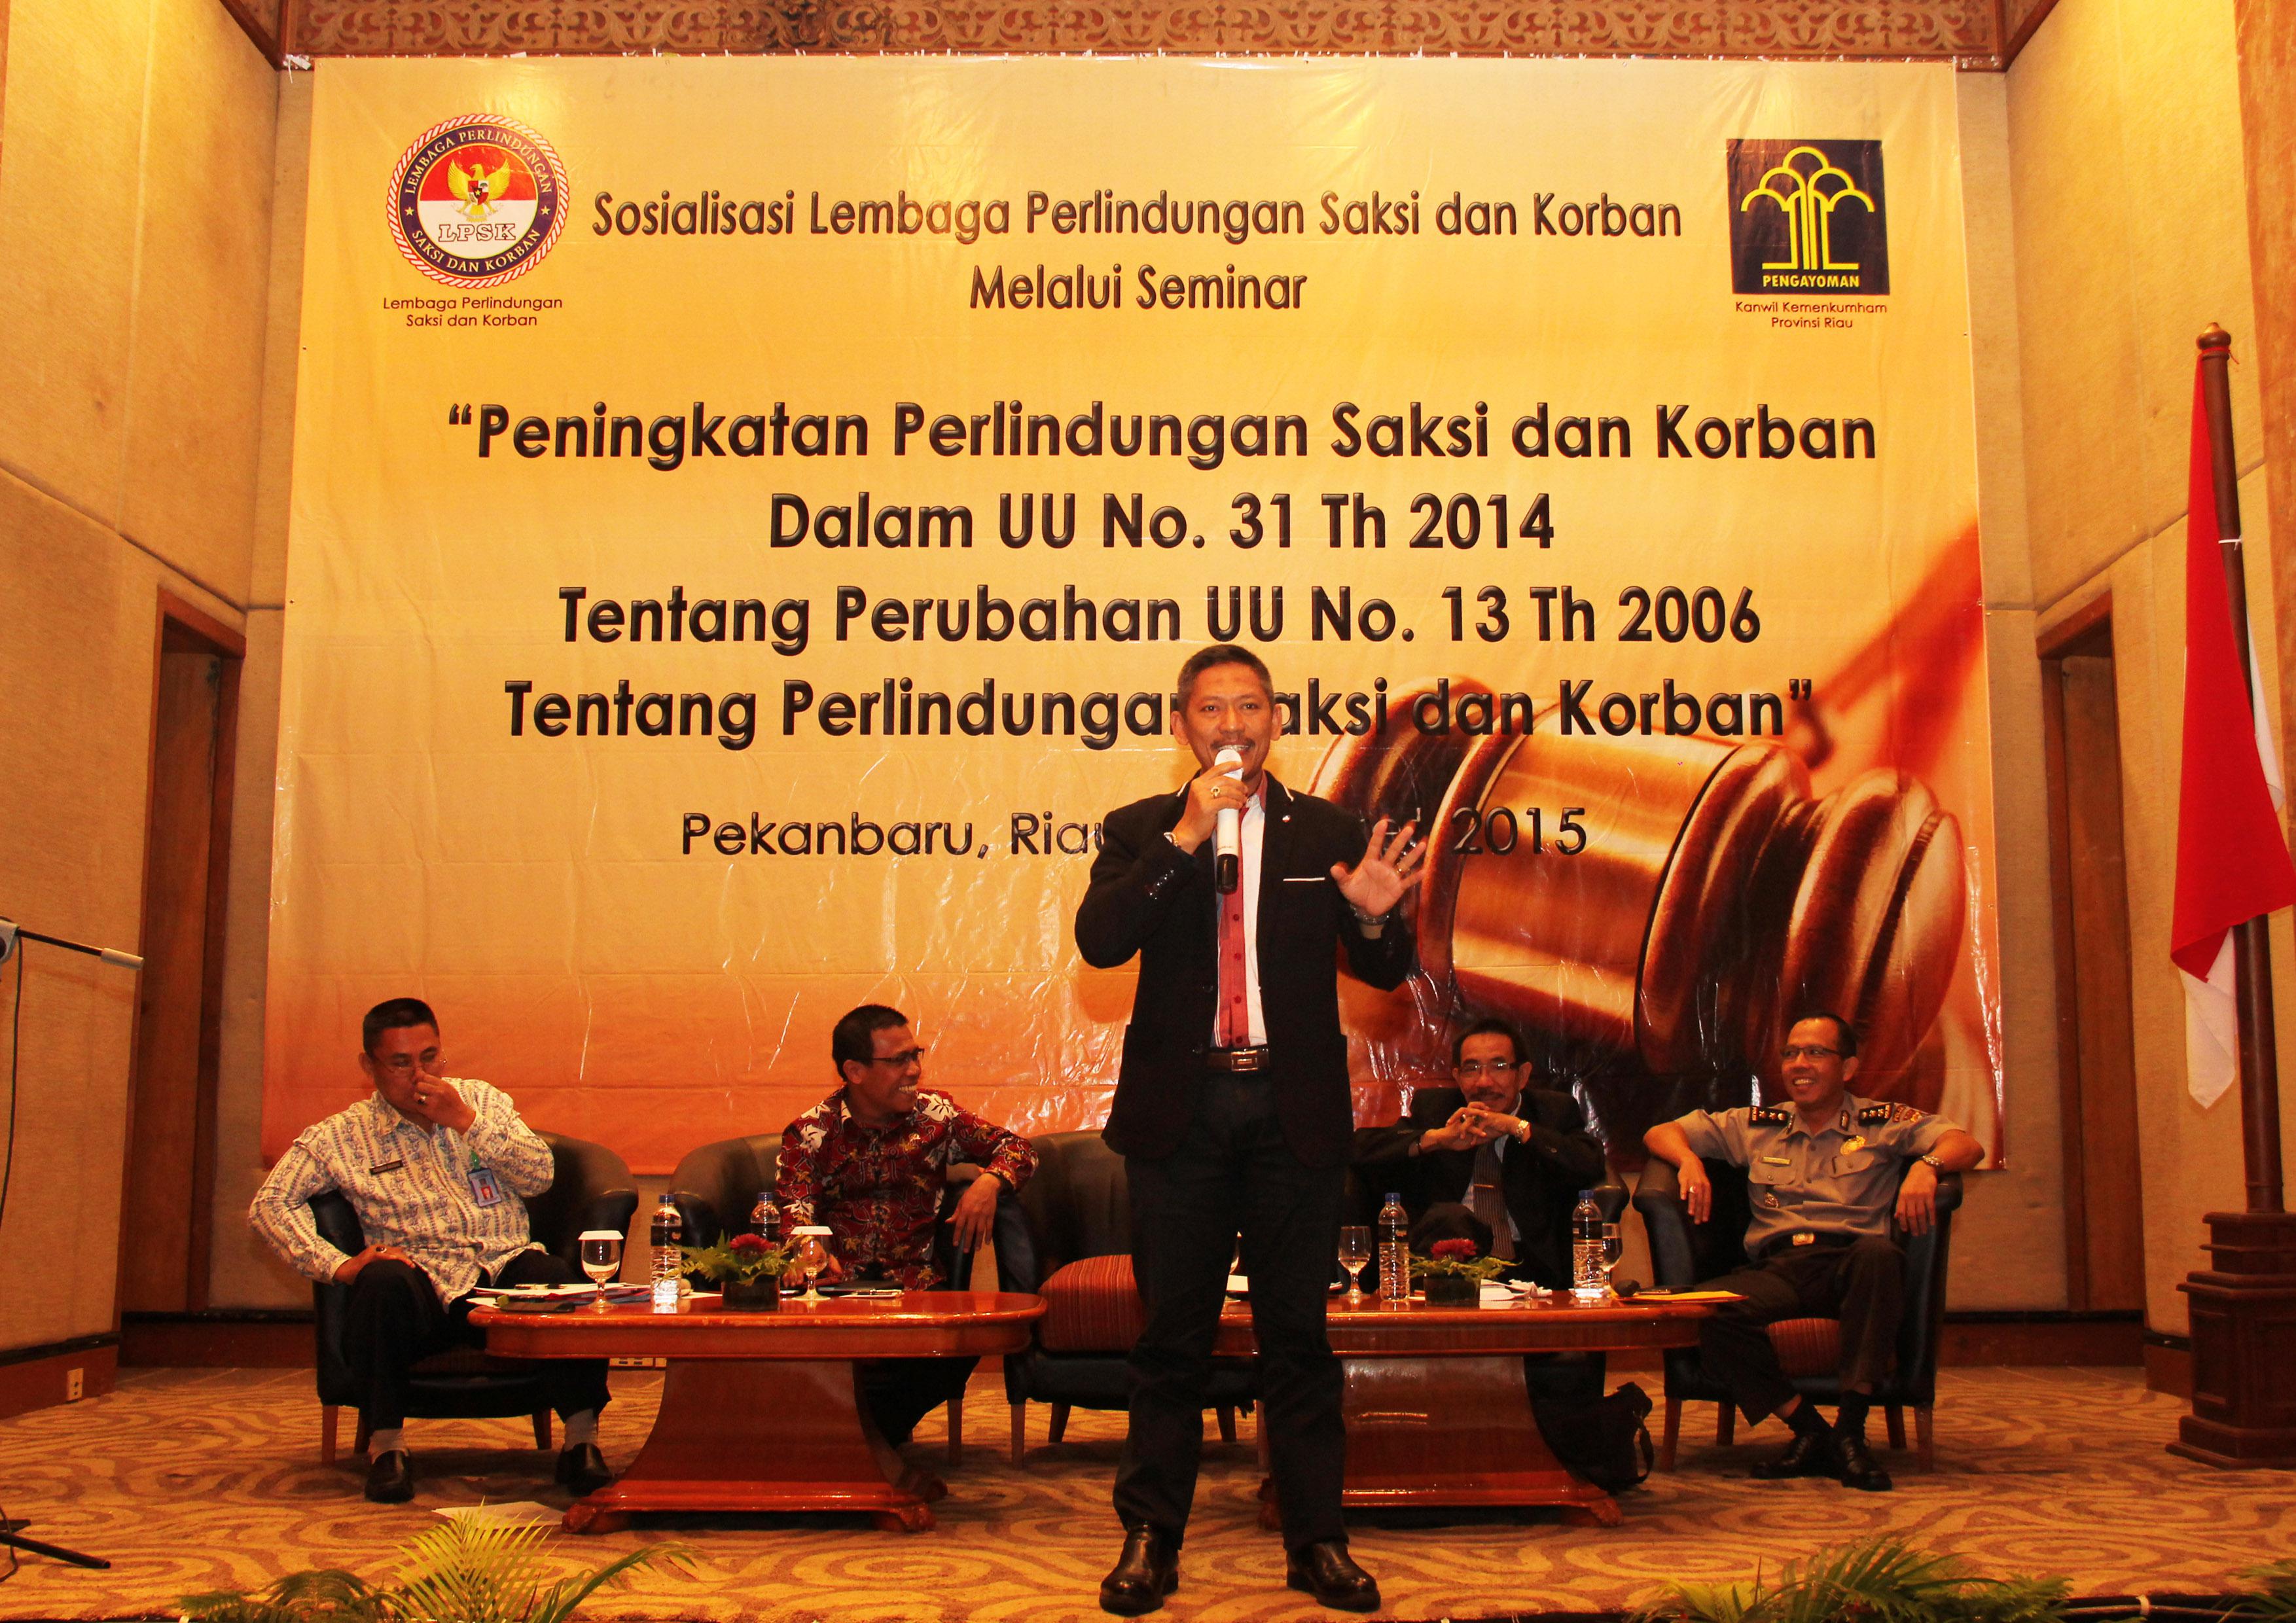 LEMBAGA PERLINDUNGAN
LPSK
SAKSI DAN KORBAN
Lembaga Perlindungan
Saksi dan Korban
Sosialisasi Lembaga Perlindungan Saksi dan Korban
Melalui Seminar
PENGAYOMAN
Kanwil Kemenkumham
Provinsi Riau
“Peningkatan Perlindungan Saksi dan Korban
Dalam UU No. 31 Th 2014
Tentang Perubahan UU No. 13 Th 2006
Tentang Perlindungan Saksi dan Korban”
Pekanbaru, Riau 2015